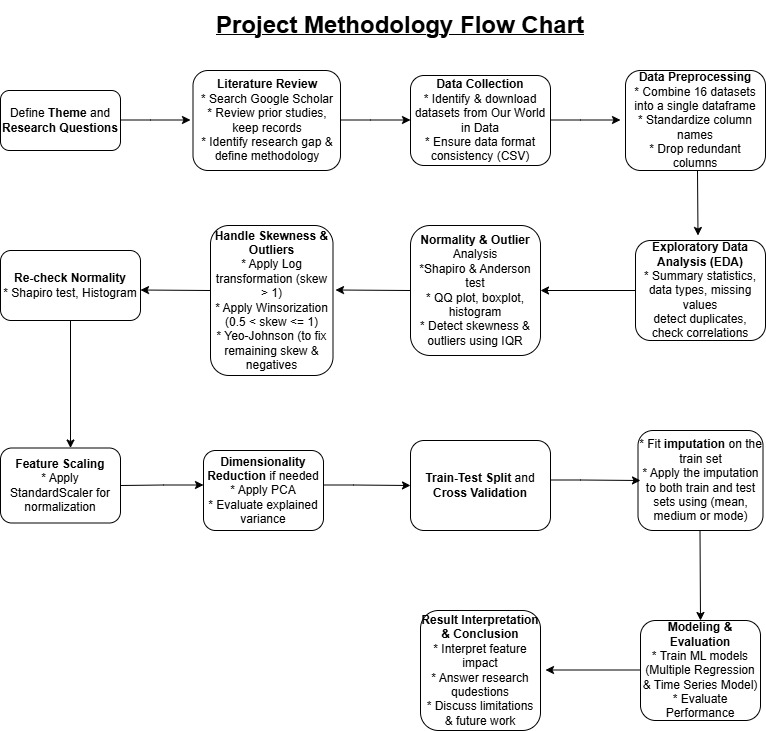 Project Methodology Flow Chart
Define Theme and
Research Questions
Literature Review
* Search Google Scholar
* Review prior studies,
keep records
* Identify research gap &
define methodology
Data Collection
* Identify & download
datasets from Our World
in Data
* Ensure data format
consistency (CSV)
Data Preprocessing
* Combine 16 datasets
into a single dataframe
* Standardize column
names
* Drop redundant
columns
Exploratory Data
Analysis (EDA)
* Summary statistics,
data types, missing
values
detect duplicates,
check correlations
Normality & Outlier
Analysis
*Shapiro & Anderson
test
* QQ plot, boxplot,
histogram
* Detect skewness &
outliers using IQR
Handle Skewness &
Outliers
* Apply Log
transformation (skew
> 1)
* Apply Winsorization
(0.5 < skew <= 1)
* Yeo-Johnson (to fix
remaining skew &
negatives
Re-check Normality
* Shapiro test, Histogram
Feature Scaling
* Apply
StandardScaler for
normalization
Dimensionality
Reduction if needed
* Apply PCA
* Evaluate explained
variance
Train-Test Split and
Cross Validation
* Fit imputation on the
train set
* Apply the imputation
to both train and test
sets using (mean,
medium or mode)
Modeling &
Evaluation
* Train ML models
(Multiple Regression
& Time Series Model)
* Evaluate
Performance
Result Interpretation
& Conclusion
* Interpret feature
impact
* Answer research
qudestions
* Discuss limitations
& future work